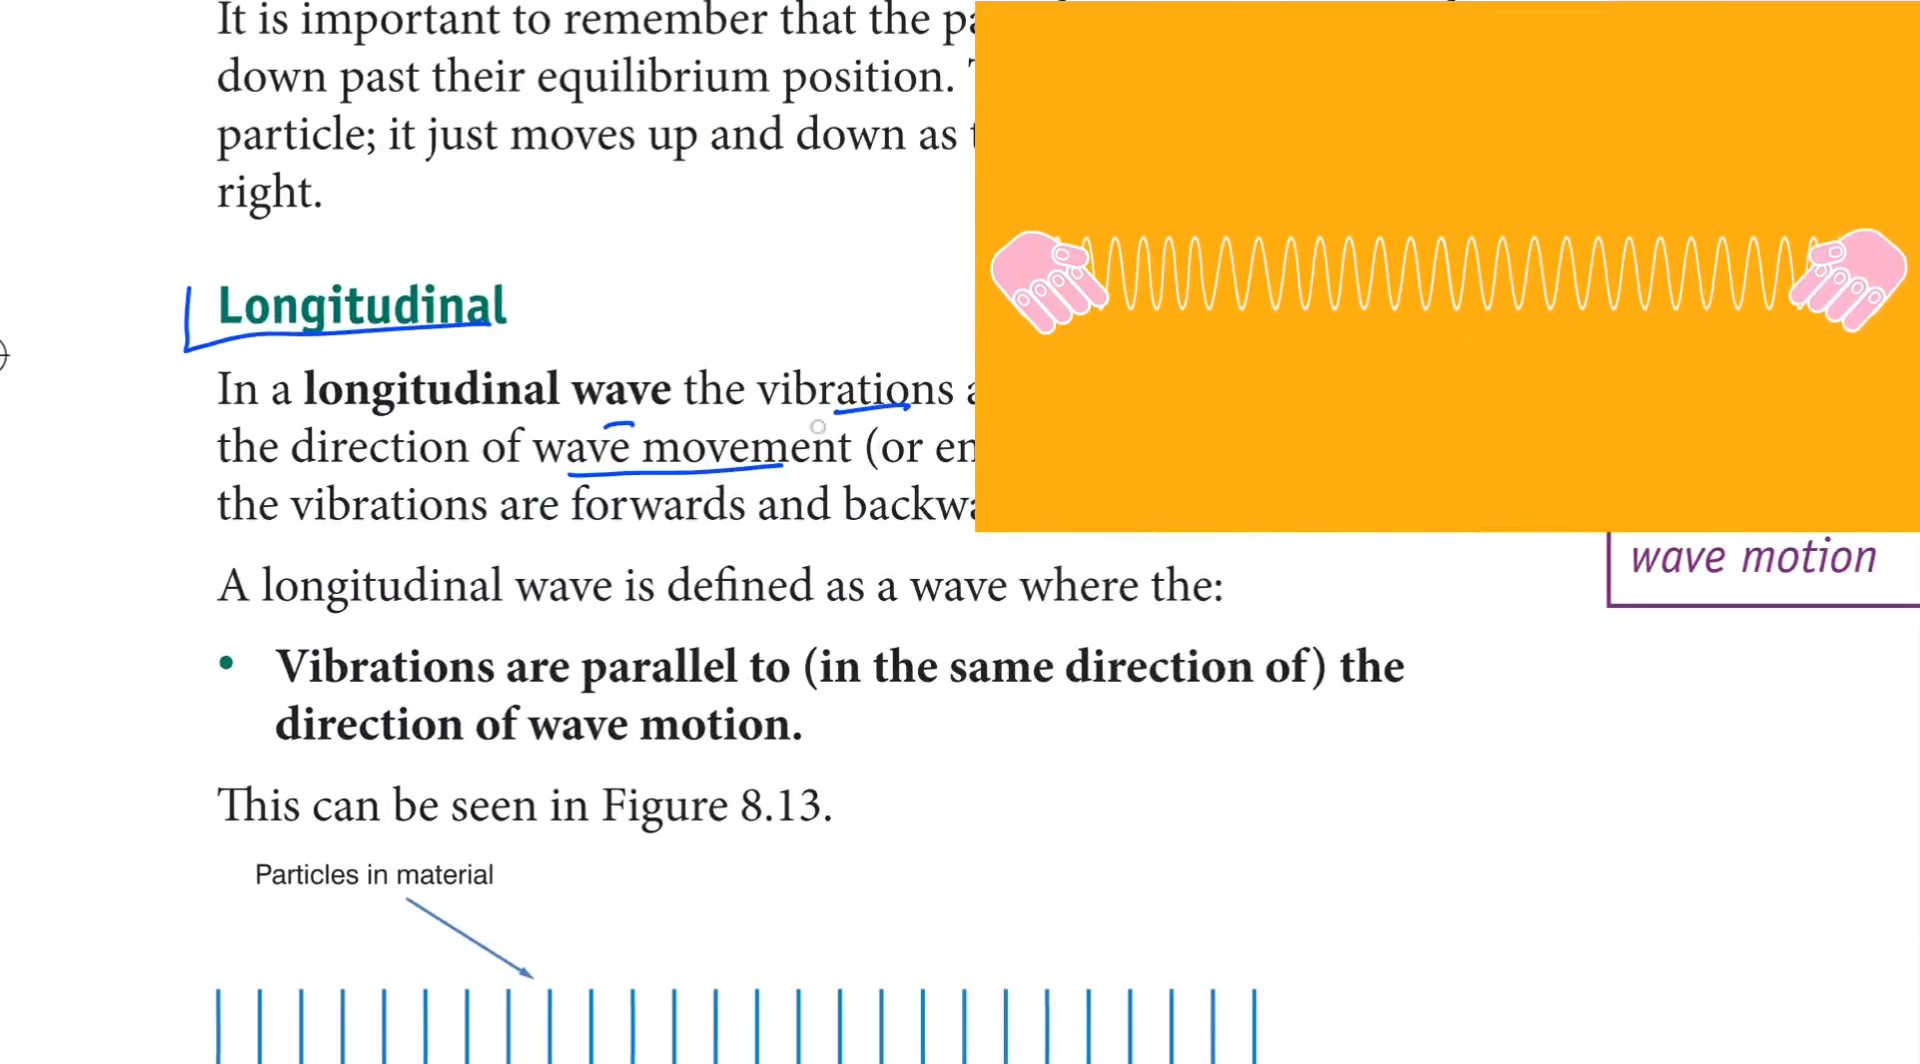 It is important to remember that the
down past their equilibrium position.
particle; it just moves up and down as
right.
Longitudinal
In a longitudinal wave the vibrations
the direction of wave movement (or
the vibrations are forwards and
wave motion
A longitudinal wave is defined as a wave where the:
• Vibrations are parallel to (in the same direction of) the
direction of wave motion.
This can be seen in Figure 8.13.
Particles in material